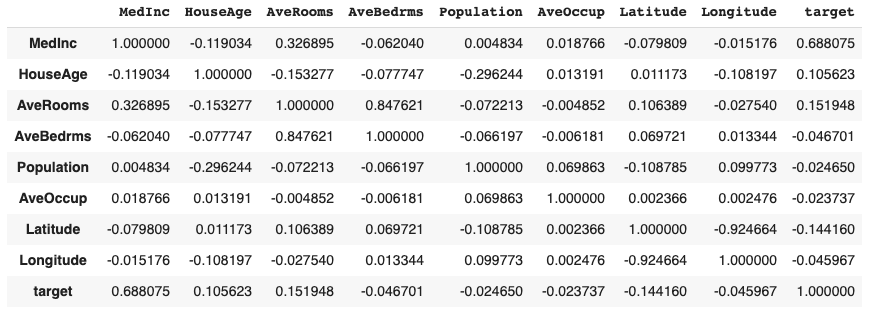 MedInc HouseAge AveRooms AveBedrms Population AveOccup Latitude Longitude target
MedInc 1.000000 -0.119034 0.326895 -0.062040 0.004834 0.018766 -0.079809 -0.015176 0.688075
HouseAge -0.119034 1.000000 -0.153277 -0.077747 -0.296244 0.013191 0.011173 -0.108197 0.105623
AveRooms 0.326895 -0.153277 1.000000 0.847621 -0.072213 -0.004852 0.106389 -0.027540 0.151948
AveBedrms -0.062040 -0.077747 0.847621 1.000000 -0.066197 -0.006181 0.069721 0.013344 -0.046701
Population 0.004834 -0.296244 -0.072213 -0.066197 1.000000 0.069863 -0.108785 0.099773 -0.024650
AveOccup 0.018766 0.013191 -0.004852 -0.006181 0.069863 1.000000 0.002366 0.002476 -0.023737
Latitude -0.079809 0.011173 0.106389 0.069721 -0.108785 0.002366 1.000000 -0.924664 -0.144160
Longitude -0.015176 -0.108197 -0.027540 0.013344 0.099773 0.002476 -0.924664 1.000000 -0.045967
target 0.688075 0.105623 0.151948 -0.046701 -0.024650 -0.023737 -0.144160 -0.045967 1.000000